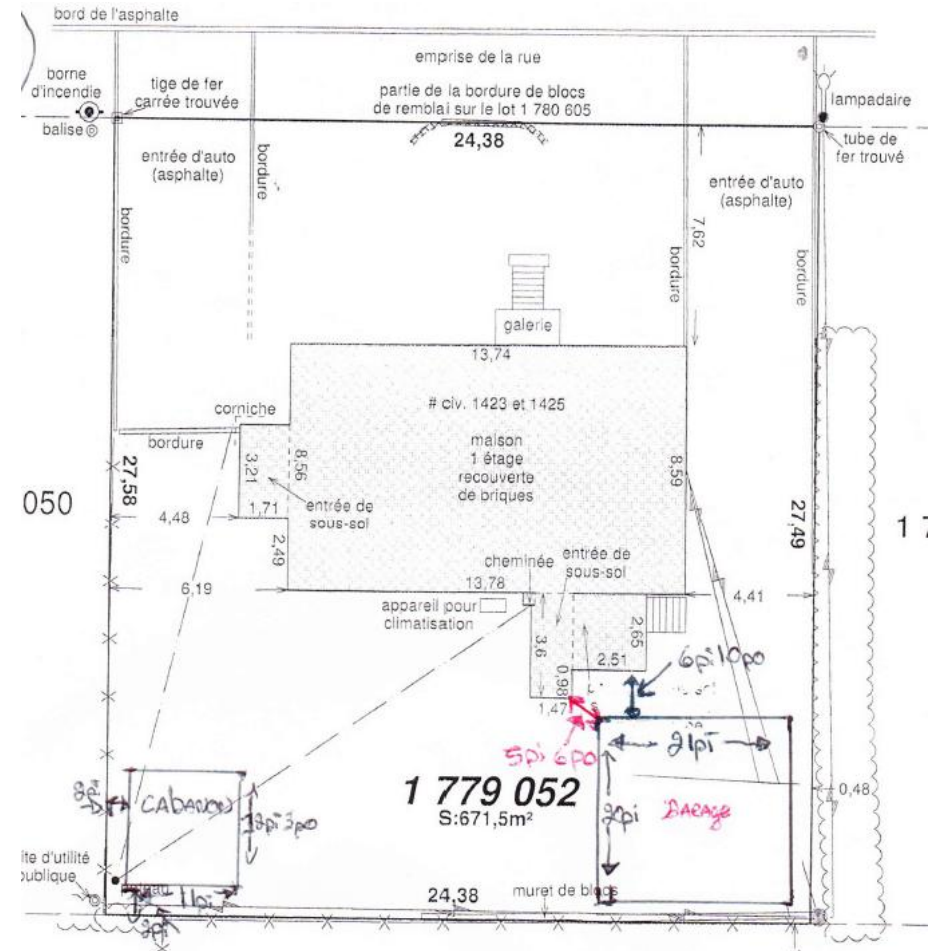 bord de l'asphalte
emprise de la rue
borne
d'incendie
balise
tige de fer
carrée trouvée
partie de la bordure de blocs
de remblai sur le lot 1 780 605
24,38
lampadaire
tube de
fer trouvé
entrée d'auto
(asphalte)
bordure
bordure
entrée d'auto
(asphalte)
7,62
bordure
bordure
galerie
13,74
# civ. 1423 et 1425
maison
1 étage
recouverte
de briques
corniche
bordure
27,58
3,21
8,56
8,59
27,49
050
4,48
1,71
entrée de
sous-sol
2,49
cheminée
entrée de
sous-sol
6,19
13,78
4,41
appareil pour
climatisation
3,6
2,65
2,51
0,98
1,47
6pi 10po
5pi 6po
21pi
20pi
GARAGE
0,48
1 779 052
S:671,5m²
CABANON
2pi
12pi 3po
11pi
2pi
ite d'utilité
publique
24,38
muret de blocs